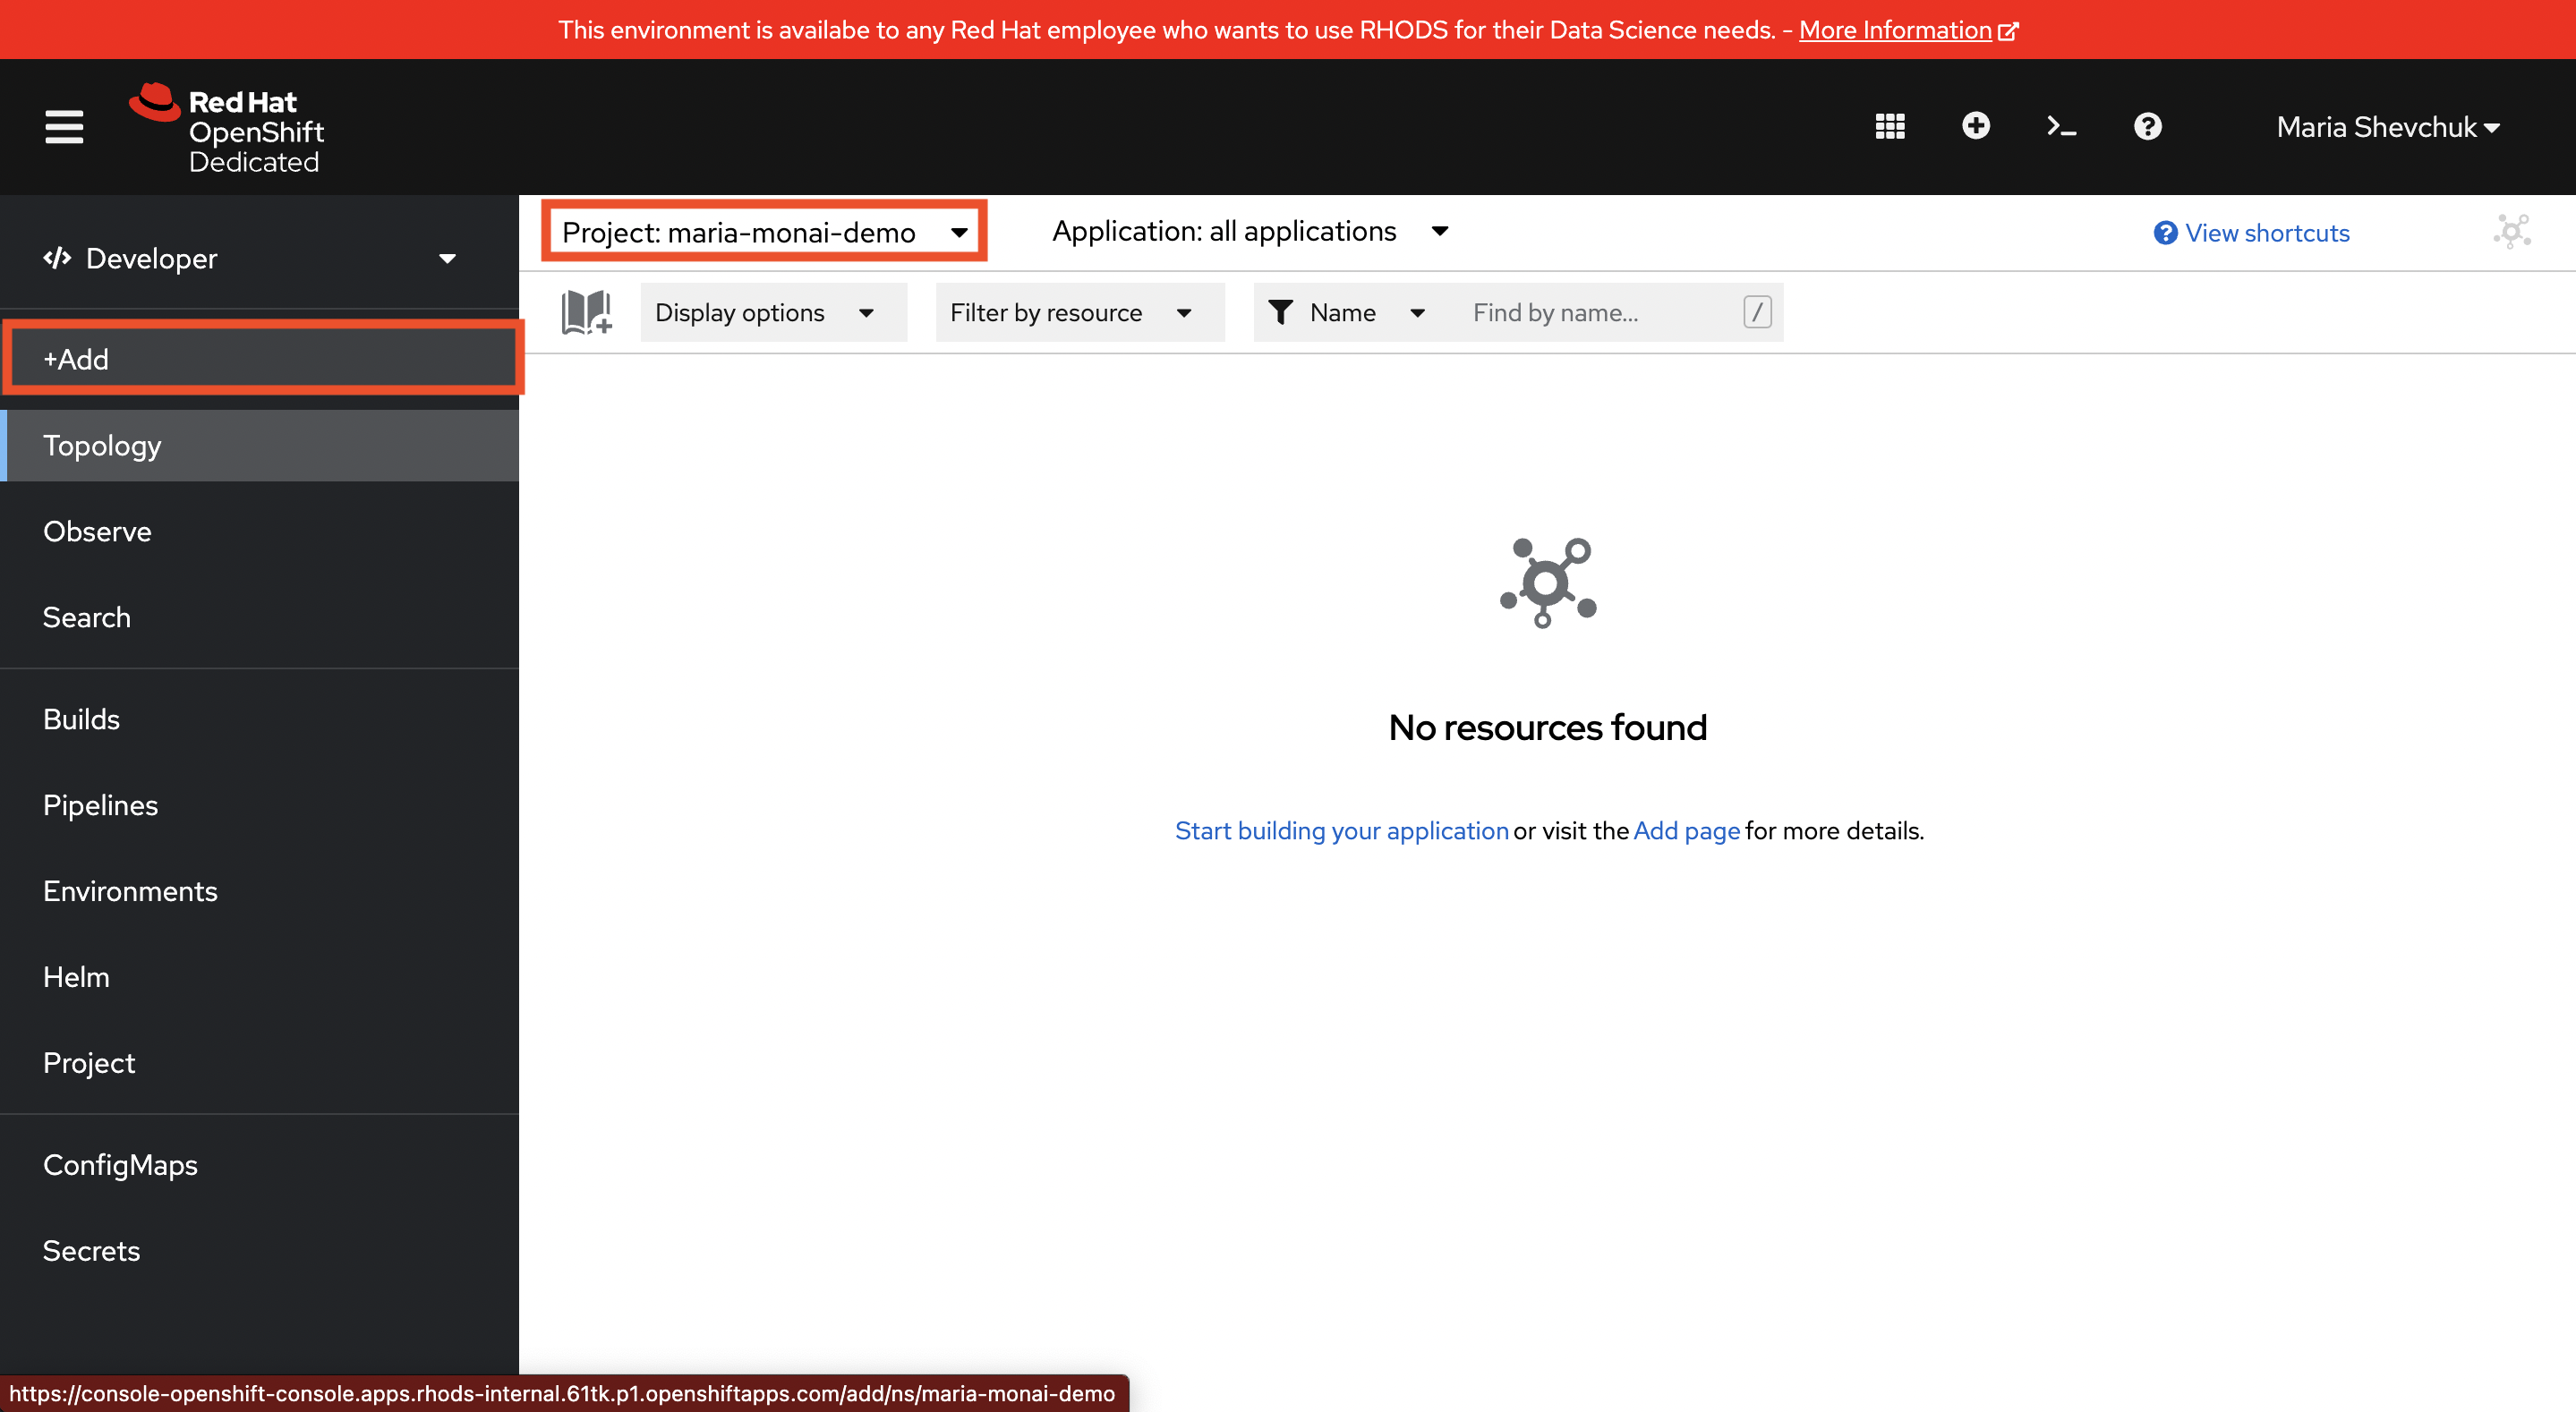 This environment is availabe to any Red Hat employee who wants to use RHODS for their Data Science needs. - More Information
Red Hat
OpenShift
Dedicated
Maria Shevchuk
Developer
+Add
Topology
Observe
Search
Builds
Pipelines
Environments
Helm
Project
ConfigMaps
Secrets
Project: maria-monai-demo
Application: all applications
View shortcuts
Display options
Filter by resource
Name
Find by name...
/
No resources found
Start building your application or visit the Add page for more details.
https://console-openshift-console.apps.rhods-internal.61tk.p1.openshiftapps.com/add/ns/maria-monai-demo